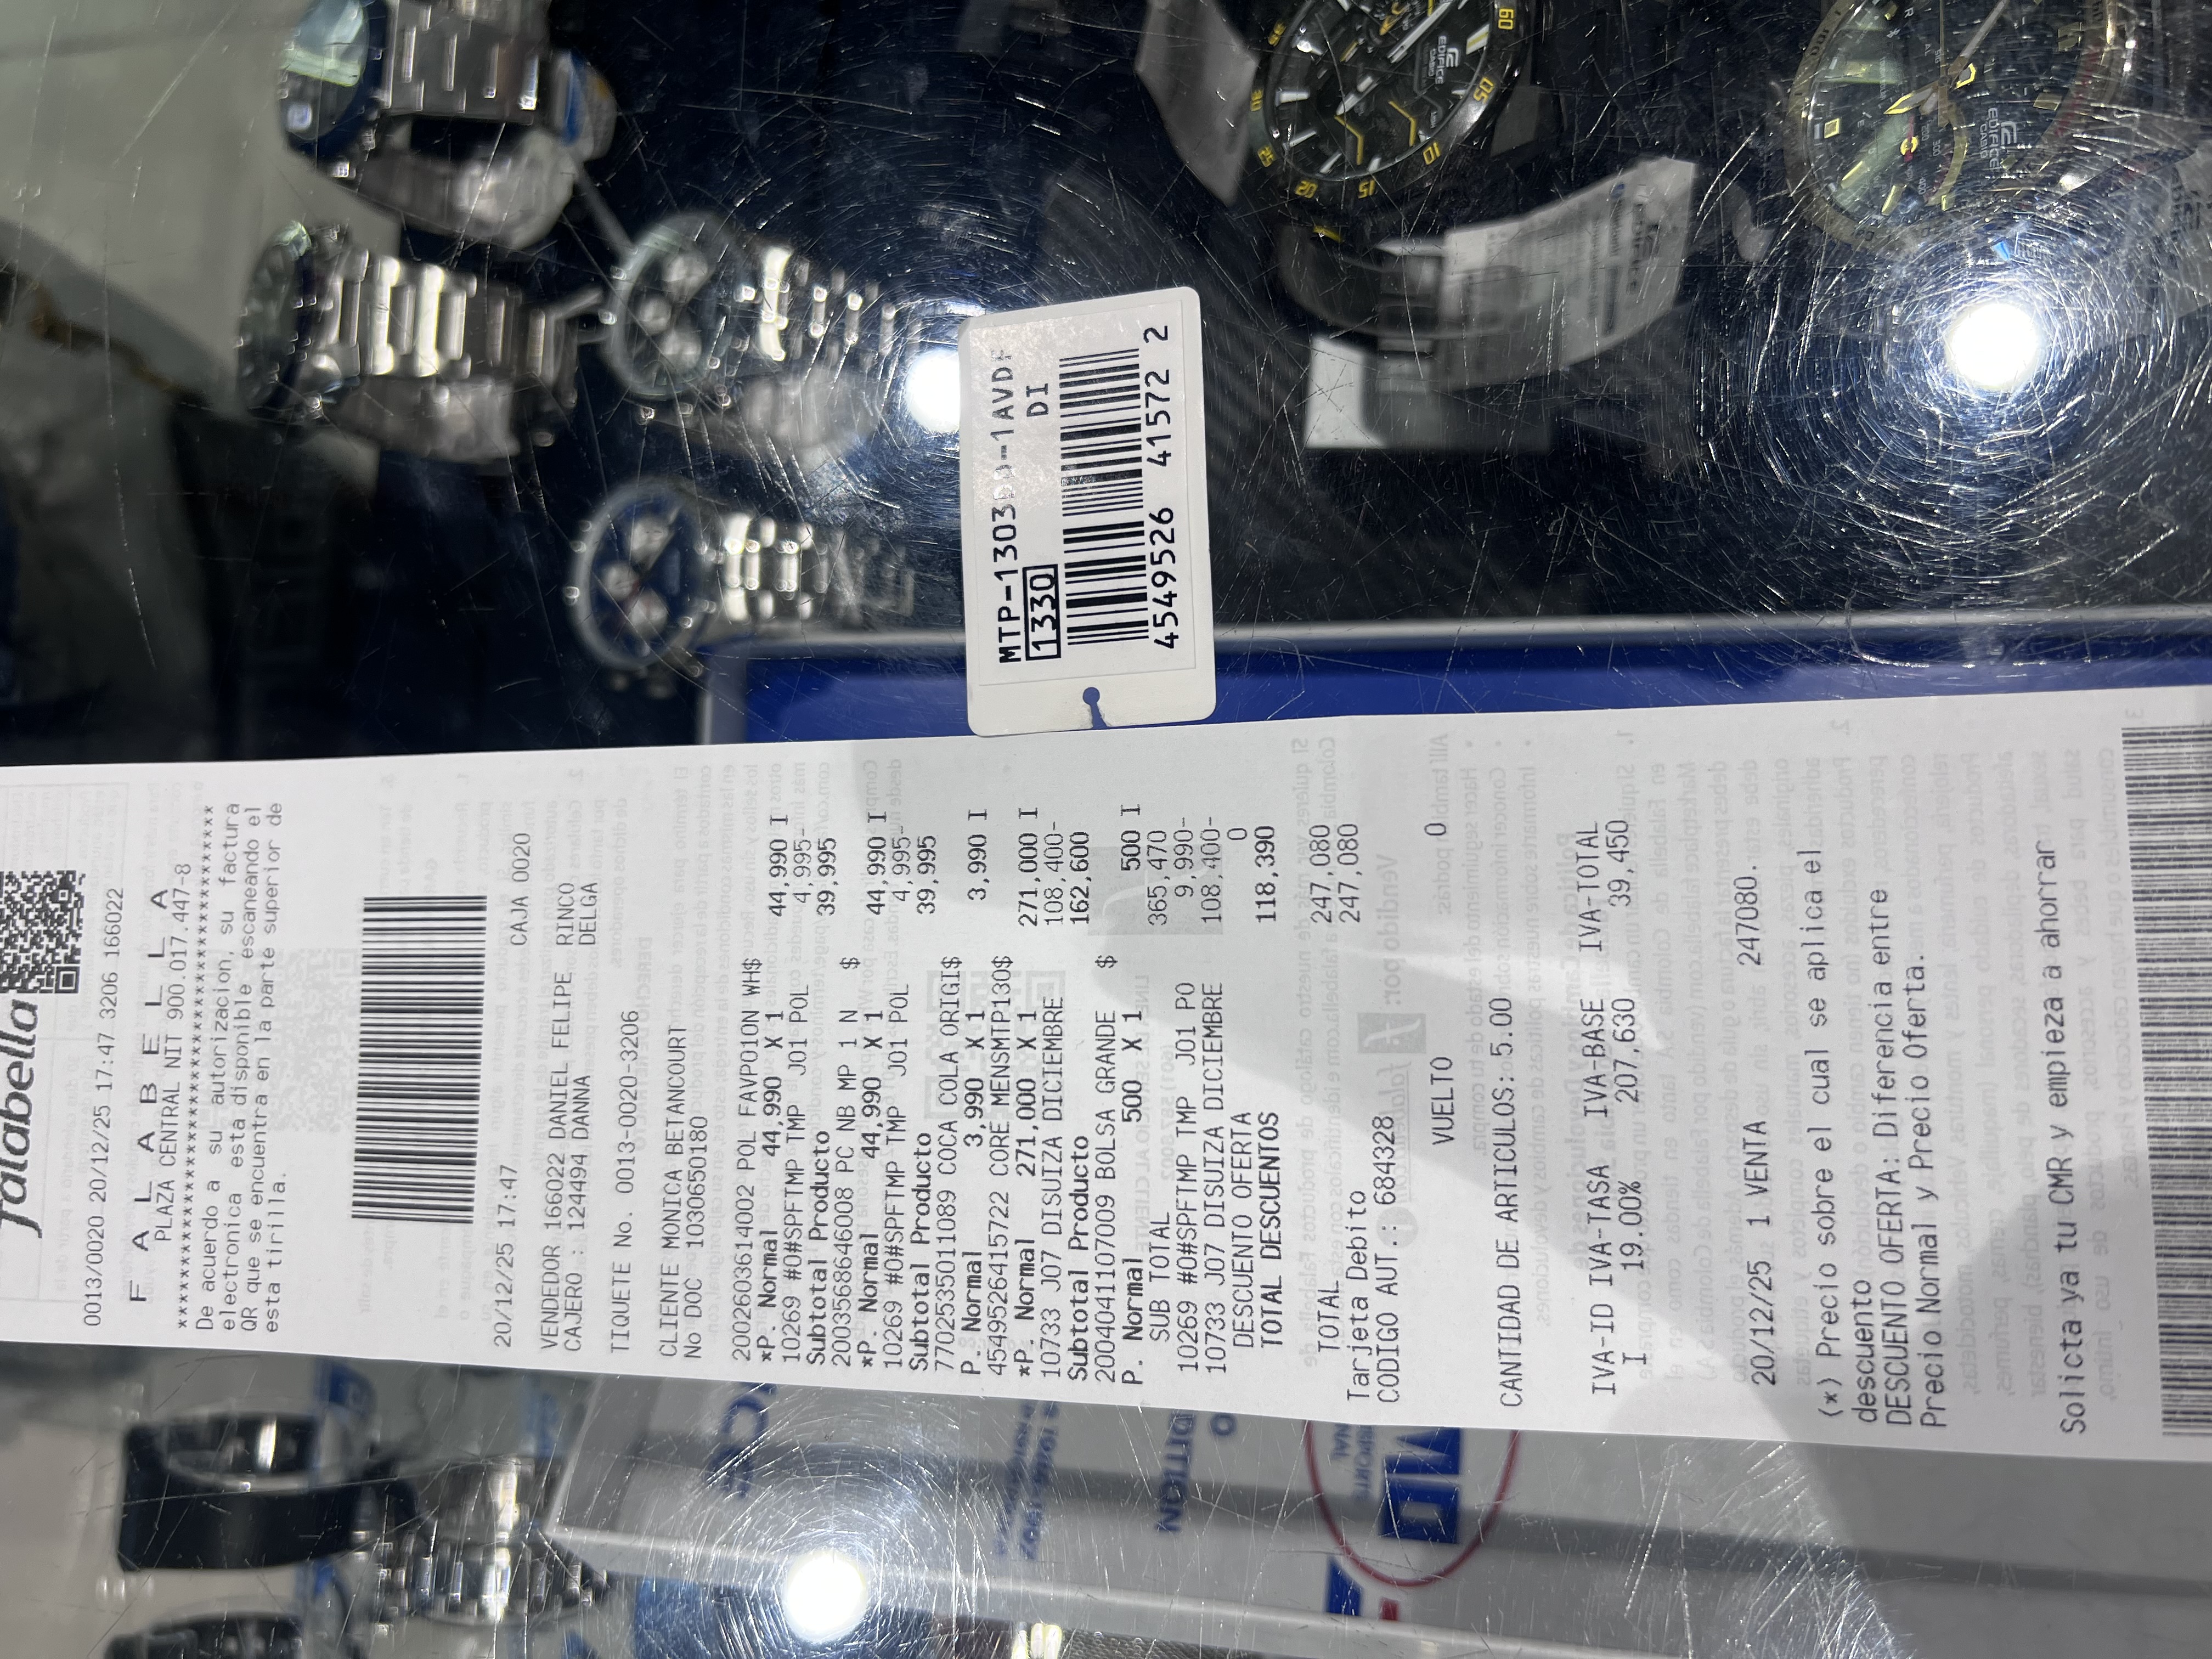 falabella
0013/0020 20/12/25 17:47 3206 166022
F A L A B E L L A
PLAZA CENTRAL NIT 900.017.447-8
****************************************
De acuerdo a su autorizacion, su factura
electronica esta disponible escaneando el
QR que se encuentra en la parte superior de
esta tirilla.
20/12/25 17:47 CAJA 0020
VENDEDOR 166022 DANIEL FELIPE RINCO
CAJERO : 124494 DANNA DELGA
TIQUETE No. 0013-0020-3206
CLIENTE MONICA BETANCOURT
No DOC 1030650180
2002603614002 POL FAVPO1ON WH$ 44,990 I
*P. Normal 44,990 X 1 4,995-
10269 #0#SPFTMP TMP J01 POL 39,995
Subtotal Producto
2003568646008 PC NB MP 1 N $ 44,990 I
*P. Normal 44,990 X 1 4,995-
10269 #0#SPFTMP TMP J01 POL 39,995
Subtotal Producto
7702535011089 COCA COLA ORIGI$ 3,990 I
P. Normal 3,990 X 1
4549526415722 CORE MENSMTP130$ 271,000 I
*P. Normal 271,000 X 1 108,400-
10733 J07 DISUIZA DICIEMBRE 162,600
Subtotal Producto
2004041107009 BOLSA GRANDE $ 500 I
P. Normal 500 X 1
SUB TOTAL 365,470
10269 #0#SPFTMP TMP J01 PO 9,990-
10733 J07 DISUIZA DICIEMBRE 108,400-
DESCUENTO OFERTA 0
TOTAL DESCUENTOS 118,390
TOTAL 247,080
Tarjeta Debito 247,080
CODIGO AUT.: 684328
VUELTO 0
CANTIDAD DE ARTICULOS: 5.00
IVA-ID IVA-TASA IVA-BASE IVA-TOTAL
I 19.00% 207,630 39,450
20/12/25 1 VENTA 247080.
(*) Precio sobre el cual se aplica el
descuento
DESCUENTO OFERTA: Diferencia entre
Precio Normal y Precio Oferta.
Solicta ya tu CMR y empieza a ahorrar
1330
DI
4549526 41572 2
EDIFICE
CASIO
EDIFICE
CASIO